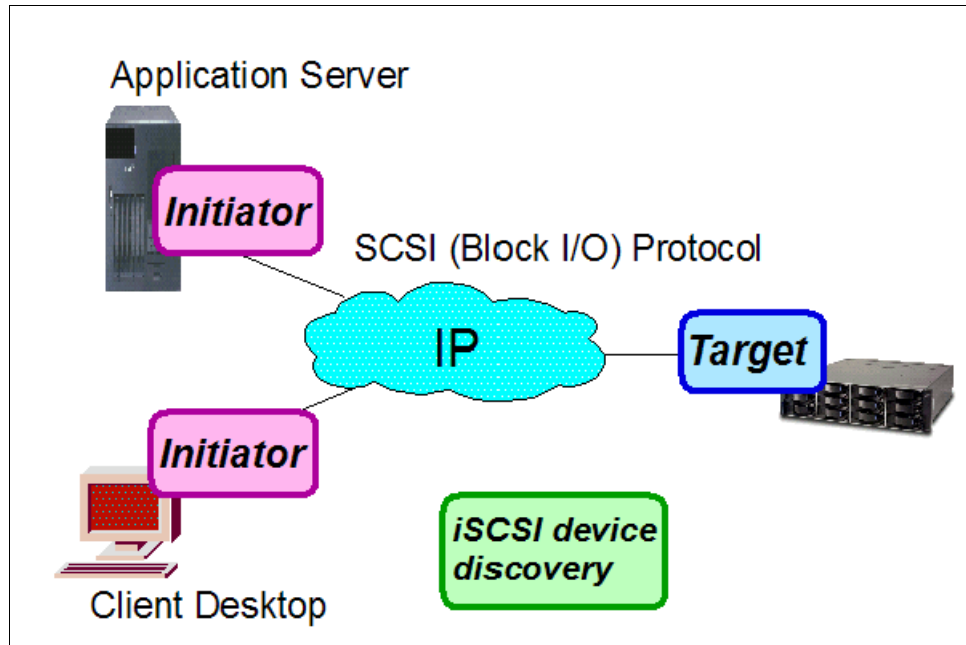 Application Server
Initiator
SCSI (Block I/O) Protocol
IP
Target
Initiator
iSCSI device
discovery
Client Desktop